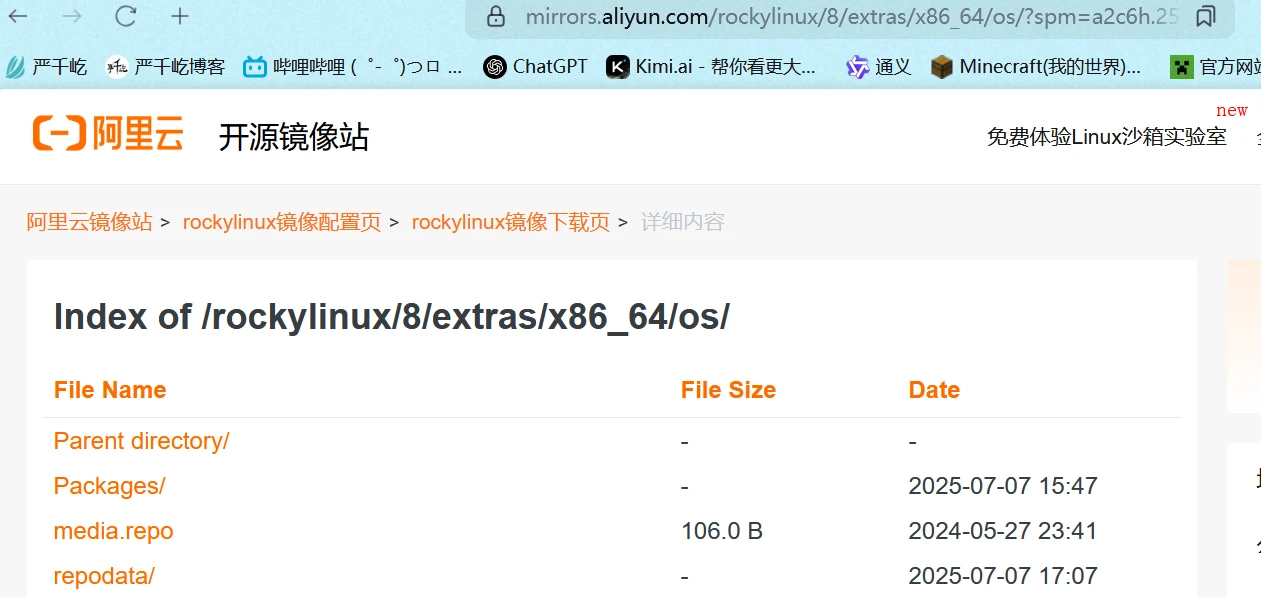 mirrors.aliyun.com/rockylinux/8/extras/x86_64/os/?spm=a2c6h.25
严千屹 严千屹博客 哔哩哔哩 (゜-゜)つロ ... ChatGPT Kimi.ai - 帮你看更大... 通义 Minecraft(我的世界)... 官方网站
new
阿里云 开源镜像站 免费体验Linux沙箱实验室
阿里云镜像站 > rockylinux镜像配置页 > rockylinux镜像下载页 > 详细内容
Index of /rockylinux/8/extras/x86_64/os/
File Name File Size Date
Parent directory/ - -
Packages/ - 2025-07-07 15:47
media.repo 106.0 B 2024-05-27 23:41
repodata/ - 2025-07-07 17:07